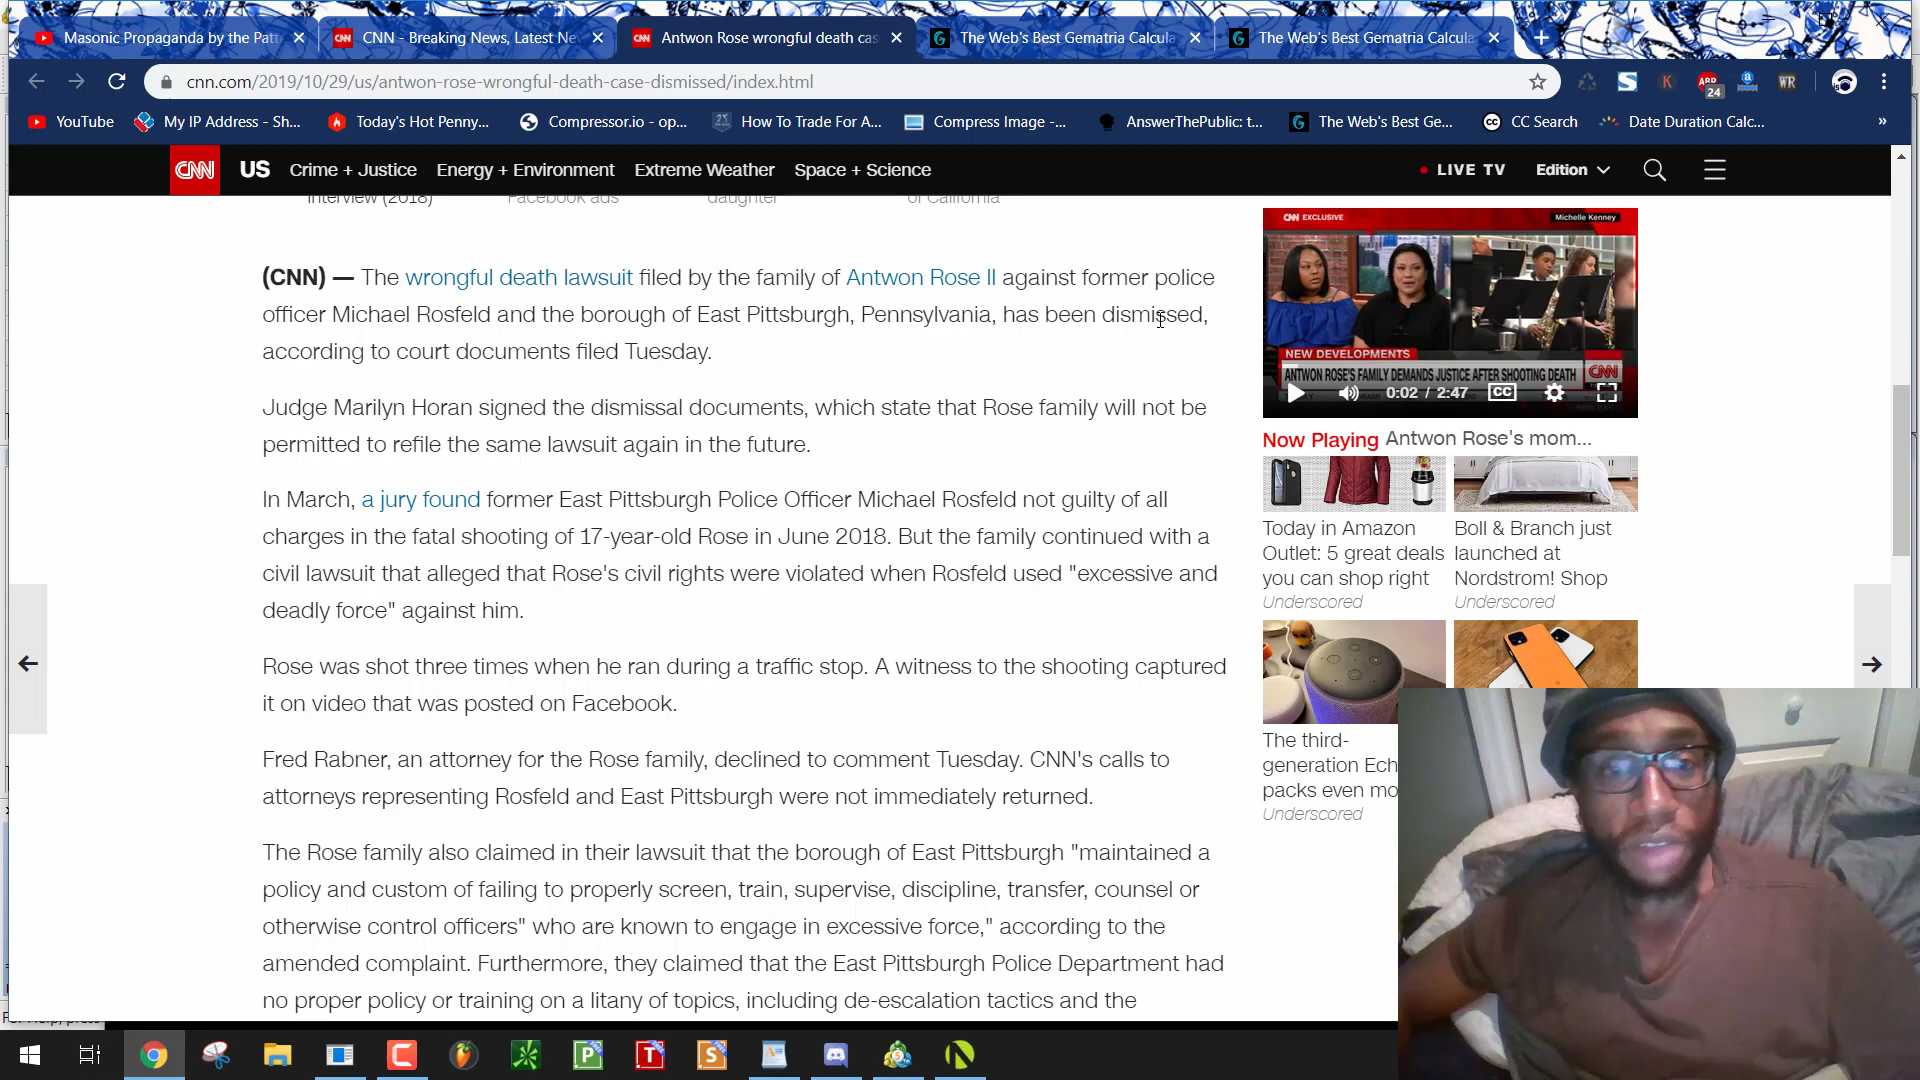 Masonic Propaganda by the Patt
CNN - Breaking News, Latest Ne
Antwon Rose wrongful death cas
The Web's Best Gematria Calcula
The Web's Best Gematria Calcula
cnn.com/2019/10/29/us/antwon-rose-wrongful-death-case-dismissed/index.html
ABP
24
WR
YouTube
My IP Address - Sh...
Today's Hot Penny...
Compressor.io - op...
How To Trade For A...
Compress Image -...
AnswerThePublic: t...
The Web's Best Ge...
CC Search
Date Duration Calc...
CNN US Crime + Justice Energy + Environment Extreme Weather Space + Science LIVE TV Edition
Interview (2018) Facebook ads daughter of California
(CNN) — The wrongful death lawsuit filed by the family of Antwon Rose II against former police
officer Michael Rosfeld and the borough of East Pittsburgh, Pennsylvania, has been dismissed,
according to court documents filed Tuesday.
Judge Marilyn Horan signed the dismissal documents, which state that Rose family will not be
permitted to refile the same lawsuit again in the future.
In March, a jury found former East Pittsburgh Police Officer Michael Rosfeld not guilty of all
charges in the fatal shooting of 17-year-old Rose in June 2018. But the family continued with a
civil lawsuit that alleged that Rose's civil rights were violated when Rosfeld used "excessive and
deadly force" against him.
Rose was shot three times when he ran during a traffic stop. A witness to the shooting captured
it on video that was posted on Facebook.
Fred Rabner, an attorney for the Rose family, declined to comment Tuesday. CNN's calls to
attorneys representing Rosfeld and East Pittsburgh were not immediately returned.
The Rose family also claimed in their lawsuit that the borough of East Pittsburgh "maintained a
policy and custom of failing to properly screen, train, supervise, discipline, transfer, counsel or
otherwise control officers" who are known to engage in excessive force," according to the
amended complaint. Furthermore, they claimed that the East Pittsburgh Police Department had
no proper policy or training on a litany of topics, including de-escalation tactics and the
CNN EXCLUSIVE
Michelle Kenney
NEW DEVELOPMENTS
ANTWON ROSE'S FAMILY DEMANDS JUSTICE AFTER SHOOTING DEATH
CNN
0:02 / 2:47 CC
Now Playing Antwon Rose's mom...
Today in Amazon
Outlet: 5 great deals
you can shop right
Underscored
Boll & Branch just
launched at
Nordstrom! Shop
Underscored
The third-
generation Ech
packs even mo
Underscored